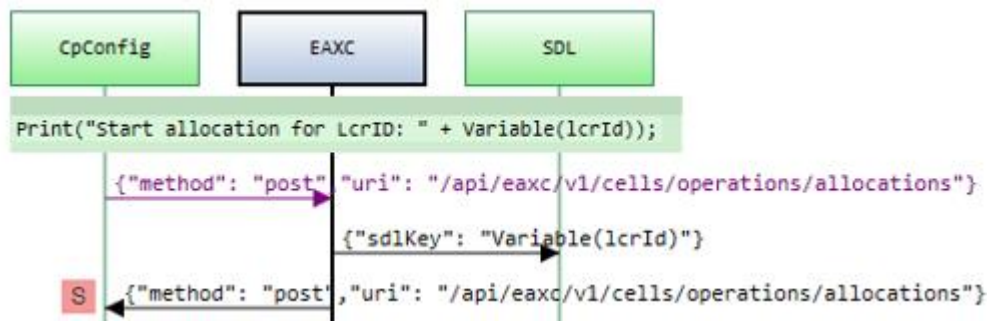 CpConfig EAXC SDL
Print("Start allocation for LcrID: " + Variable(lcrId));
{"method": "post","uri": "/api/eaxc/v1/cells/operations/allocations"}
{"sdlKey": "Variable(lcrId)"}
S {"method": "post","uri": "/api/eaxc/v1/cells/operations/allocations"}